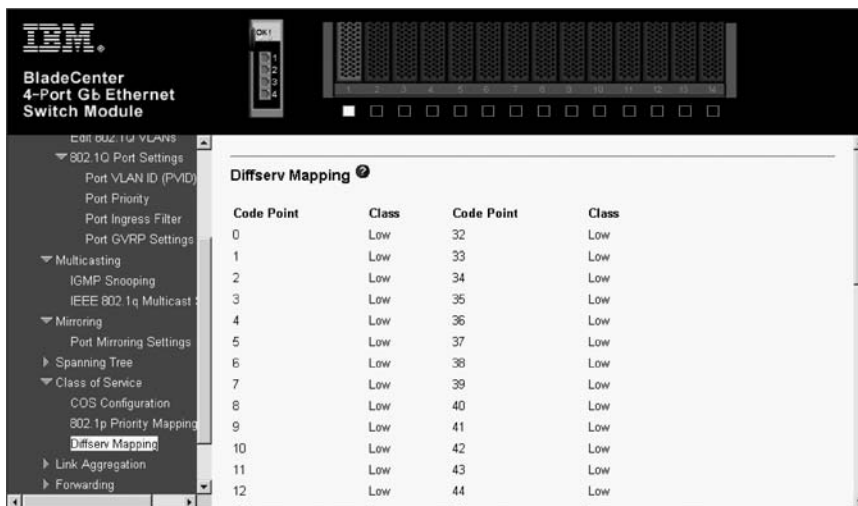 IBM®
OK!
BladeCenter
4-Port Gb Ethernet
Switch Module
1
2
3
4
1 2 3 4 5 6 7 8 9 10 11 12 13 14
Edit 802.1Q VLANs
802.1Q Port Settings
Port VLAN ID (PVID)
Port Priority
Port Ingress Filter
Port GVRP Settings
Multicasting
IGMP Snooping
IEEE 802.1q Multicast
Mirroring
Port Mirroring Settings
Spanning Tree
Class of Service
COS Configuration
802.1p Priority Mapping
Diffserv Mapping
Link Aggregation
Forwarding
Diffserv Mapping ?
Code Point Class Code Point Class
0 Low 32 Low
1 Low 33 Low
2 Low 34 Low
3 Low 35 Low
4 Low 36 Low
5 Low 37 Low
6 Low 38 Low
7 Low 39 Low
8 Low 40 Low
9 Low 41 Low
10 Low 42 Low
11 Low 43 Low
12 Low 44 Low